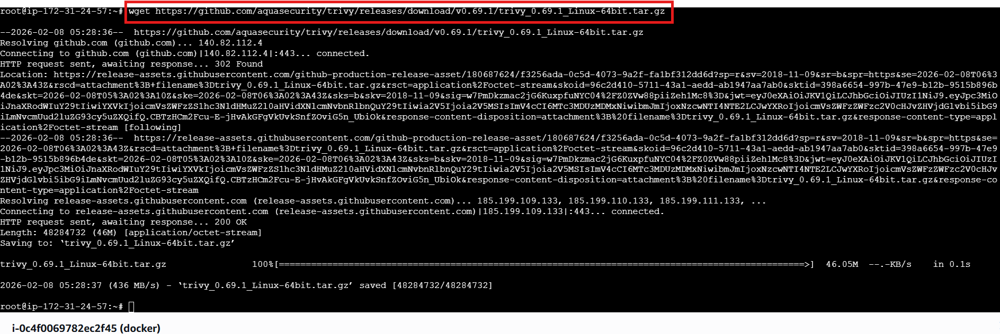 root@ip-172-31-24-57:~# wget https://github.com/aquasecurity/trivy/releases/download/v0.69.1/trivy_0.69.1_Linux-64bit.tar.gz
--2026-02-08 05:28:36--  https://github.com/aquasecurity/trivy/releases/download/v0.69.1/trivy_0.69.1_Linux-64bit.tar.gz
Resolving github.com (github.com)... 140.82.112.4
Connecting to github.com (github.com)|140.82.112.4|:443... connected.
HTTP request sent, awaiting response... 302 Found
Location: https://release-assets.githubusercontent.com/github-production-release-asset/180687624/f3256ada-0c5d-4073-9a2f-fa1bf312dd6d?sp=r&sv=2018-11-09&sr=b&spr=https&se=2026-02-08T06%3
A02%3A43Z&rscd=attachment%3B+filename%3Dtrivy_0.69.1_Linux-64bit.tar.gz&rsct=application%2Foctet-stream&skoid=96c2d410-5711-43a1-aedd-ab1947aa7ab0&sktid=398a6654-997b-47e9-b12b-9515b896b
4de&skt=2026-02-08T05%3A02%3A10Z&ske=2026-02-08T06%3A02%3A43Z&sks=b&skv=2018-11-09&sig=w7PmDkzmac2jG6KuxpfuNYC04%2FZ0ZVw88piiZeh1Mc8%3D&jwt=eyJ0eXAiOiJKV1QiLCJhbGciOiJIUzI1NiJ9.eyJpc3MiO
iJnaXRodWIuY29tIiwiYXVkIjoicmVsZWFzZS1hc3NldHMuZ2l0aHVidXNlcmNvbnRlbnQuY29tIiwia2V5Ijoia2V5MSIsImV4cCI6MTc3MDUzMDMxNiwibmJmIjoxNzcwNTI4NTE2LCJwYXRoIjoicmVsZWFzZWFzc2V0cHJvZHVjdGlvbi5ibG9
iLmNvcmUud2luZG93cy5uZXQifQ.CBTzHCm2Fcu-E-jHvAkGFgVkUvkSnfZOviG5n_UbiOk&response-content-disposition=attachment%3B%20filename%3Dtrivy_0.69.1_Linux-64bit.tar.gz&response-content-type=appl
ication%2Foctet-stream [following]
--2026-02-08 05:28:36--  https://release-assets.githubusercontent.com/github-production-release-asset/180687624/f3256ada-0c5d-4073-9a2f-fa1bf312dd6d?sp=r&sv=2018-11-09&sr=b&spr=https&se=
2026-02-08T06%3A02%3A43Z&rscd=attachment%3B+filename%3Dtrivy_0.69.1_Linux-64bit.tar.gz&rsct=application%2Foctet-stream&skoid=96c2d410-5711-43a1-aedd-ab1947aa7ab0&sktid=398a6654-997b-47e9
-b12b-9515b896b4de&skt=2026-02-08T05%3A02%3A10Z&ske=2026-02-08T06%3A02%3A43Z&sks=b&skv=2018-11-09&sig=w7PmDkzmac2jG6KuxpfuNYC04%2FZ0ZVw88piiZeh1Mc8%3D&jwt=eyJ0eXAiOiJKV1QiLCJhbGciOiJIUzI
1NiJ9.eyJpc3MiOiJnaXRodWIuY29tIiwiYXVkIjoicmVsZWFzZS1hc3NldHMuZ2l0aHVidXNlcmNvbnRlbnQuY29tIiwia2V5Ijoia2V5MSIsImV4cCI6MTc3MDUzMDMxNiwibmJmIjoxNzcwNTI4NTE2LCJwYXRoIjoicmVsZWFzZWFzc2V0cHJv
ZHVjdGlvbi5ibG9iLmNvcmUud2luZG93cy5uZXQifQ.CBTzHCm2Fcu-E-jHvAkGFgVkUvkSnfZOviG5n_UbiOk&response-content-disposition=attachment%3B%20filename%3Dtrivy_0.69.1_Linux-64bit.tar.gz&response-co
ntent-type=application%2Foctet-stream
Resolving release-assets.githubusercontent.com (release-assets.githubusercontent.com)... 185.199.109.133, 185.199.110.133, 185.199.111.133, ...
Connecting to release-assets.githubusercontent.com (release-assets.githubusercontent.com)|185.199.109.133|:443... connected.
HTTP request sent, awaiting response... 200 OK
Length: 48284732 (46M) [application/octet-stream]
Saving to: ‘trivy_0.69.1_Linux-64bit.tar.gz’
trivy_0.69.1_Linux-64bit.tar.gz                100%[==================================================================================================>]  46.05M  --.-KB/s    in 0.1s
2026-02-08 05:28:37 (436 MB/s) - ‘trivy_0.69.1_Linux-64bit.tar.gz’ saved [48284732/48284732]
root@ip-172-31-24-57:~#
i-0c4f0069782ec2f45 (docker)